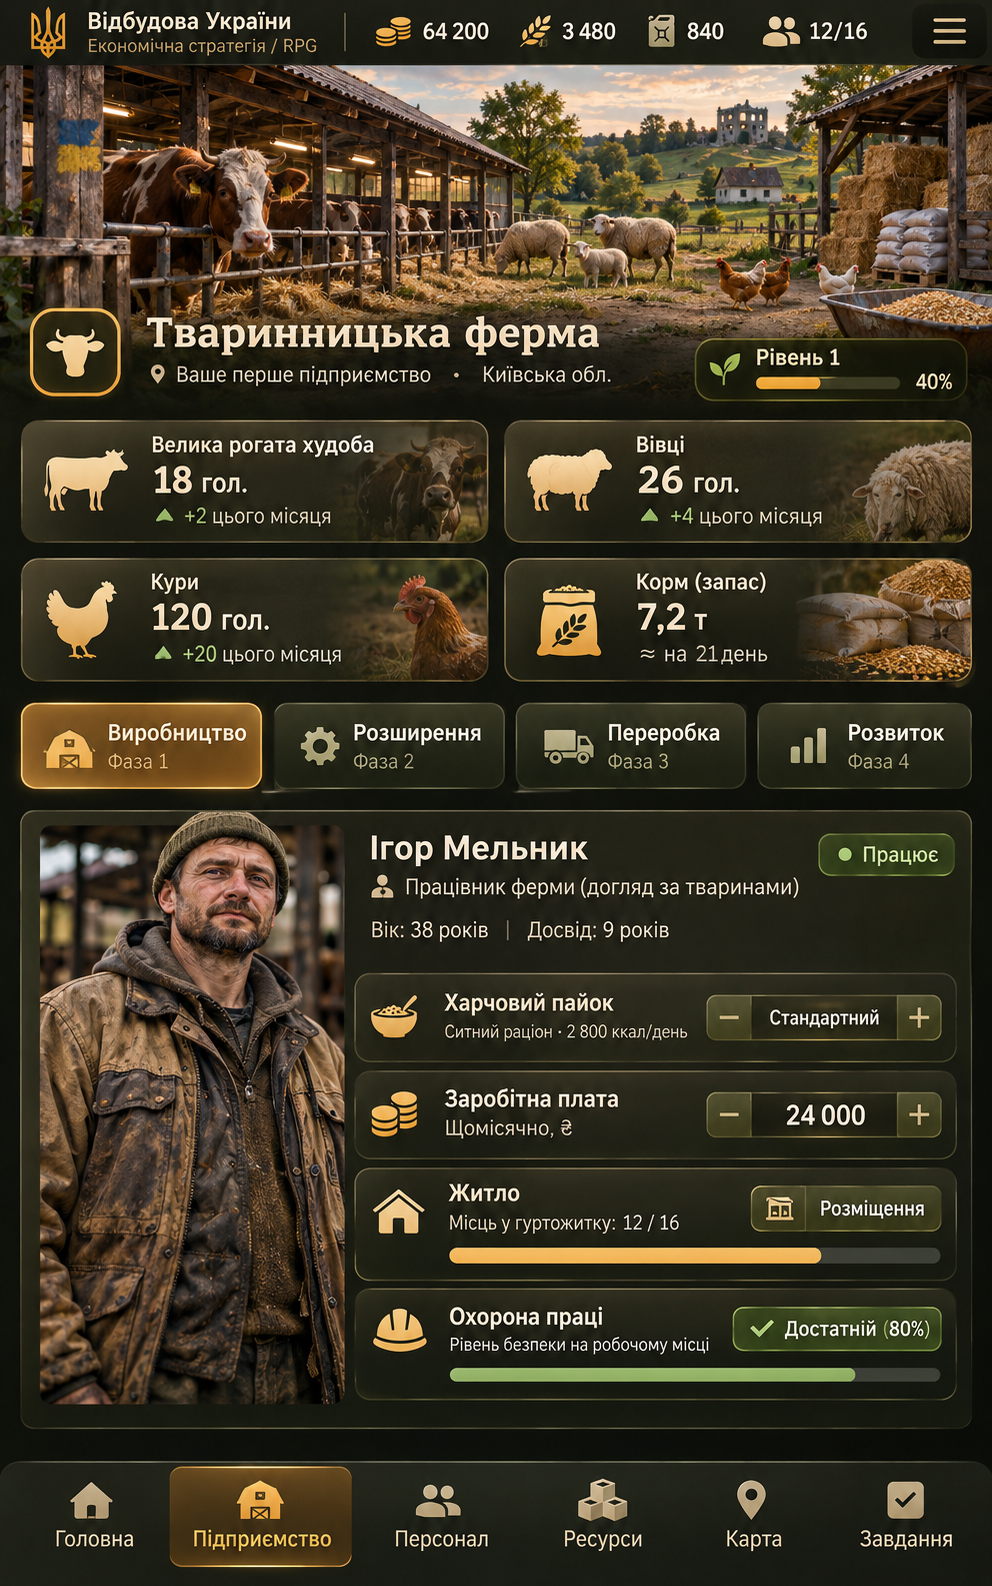 Відбудова України
Економічна стратегія / RPG
64 200
3 480
840
12/16
Тваринницька ферма
Ваше перше підприємство • Київська обл.
Рівень 1
40%
Велика рогата худоба
18 гол.
+2 цього місяця
Вівці
26 гол.
+4 цього місяця
Кури
120 гол.
+20 цього місяця
Корм (запас)
7,2 т
≈ на 21 день
Виробництво
Фаза 1
Розширення
Фаза 2
Переробка
Фаза 3
Розвиток
Фаза 4
Ігор Мельник
Працює
Працівник ферми (догляд за тваринами)
Вік: 38 років | Досвід: 9 років
Харчовий пайок
Ситний раціон · 2 800 ккал/день
− Стандартний +
Заробітна плата
Щомісячно, ₴
− 24 000 +
Житло
Місць у гуртожитку: 12 / 16
Розміщення
Охорона праці
Рівень безпеки на робочому місці
Достатній (80%)
Головна
Підприємство
Персонал
Ресурси
Карта
Завдання